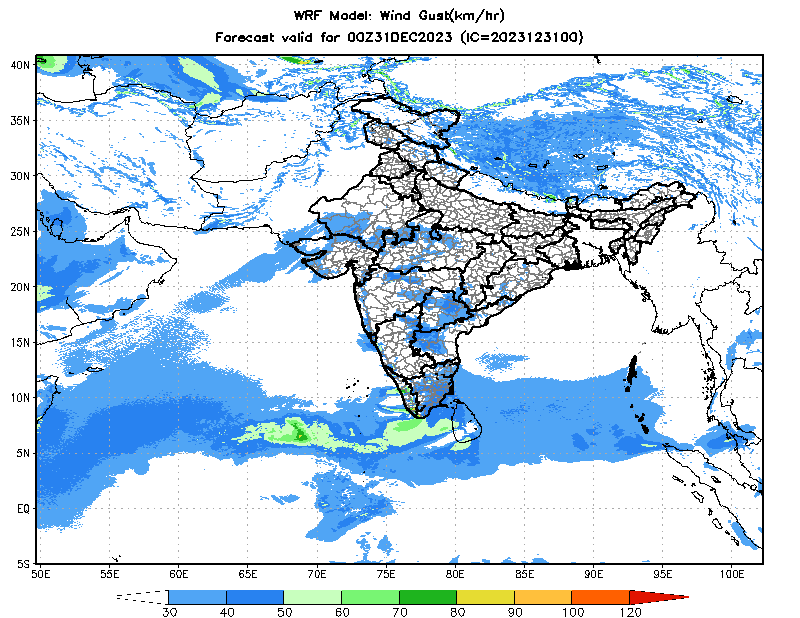 WRF Model: Wind Gust(km/hr)
Forecast valid for 00Z31DEC2023 (IC=2023123100)
40N
35N
30N
25N
20N
15N
10N
5N
EQ
5S
50E 55E 60E 65E 70E 75E 80E 85E 90E 95E 100E
30 40 50 60 70 80 90 100 120